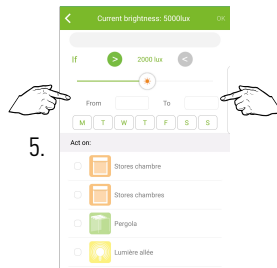 Current brightness: 5000lux OK
If > 2000 lux <
From To
M T W T F S S
5.
Act on:
Stores chambre
Stores chambres
Pergola
Lumière allée